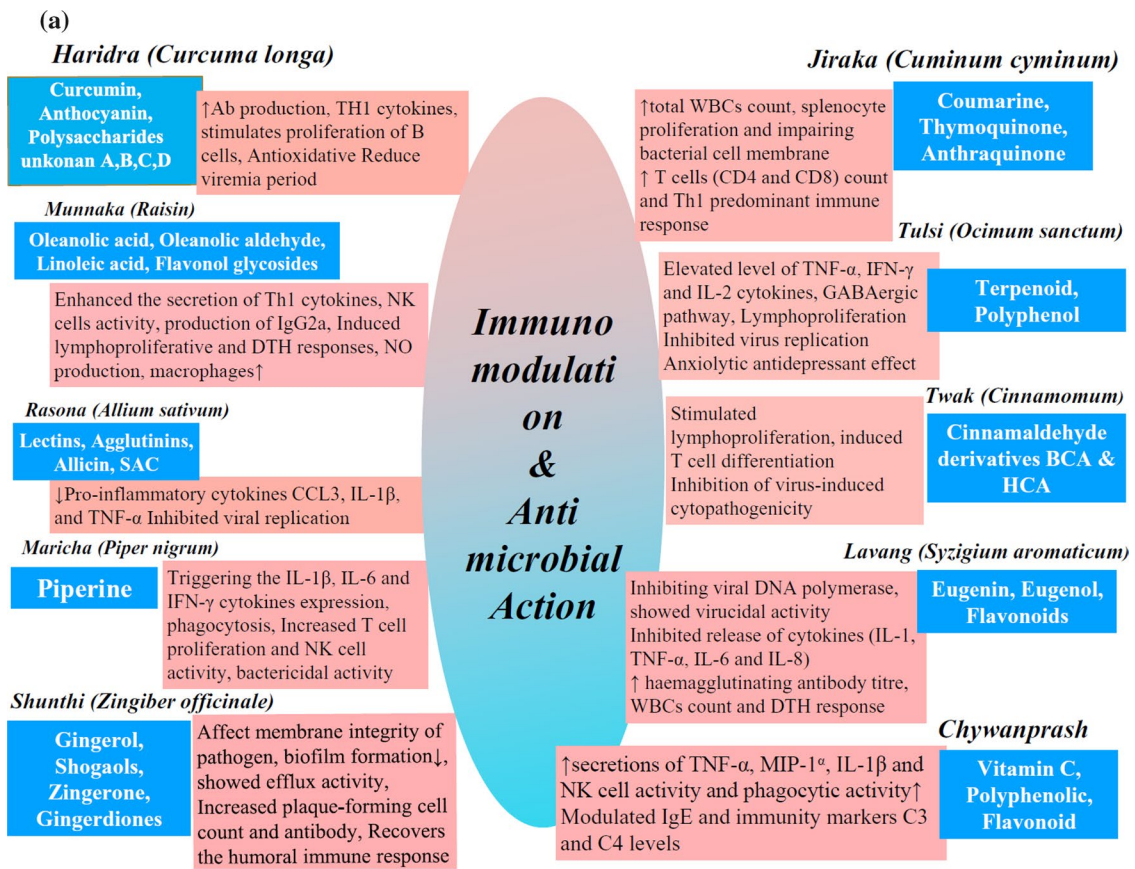 (a)
Haridra (Curcuma longa)
Curcumin,
Anthocyanin,
Polysaccharides
unkonan A,B,C,D
↑Ab production, TH1 cytokines,
stimulates proliferation of B
cells, Antioxidative Reduce
viremia period
Munnaka (Raisin)
Oleanolic acid, Oleanolic aldehyde,
Linoleic acid, Flavonol glycosides
Enhanced the secretion of Th1 cytokines, NK
cells activity, production of IgG2a, Induced
lymphoproliferative and DTH responses, NO
production, macrophages↑
Rasona (Allium sativum)
Lectins, Agglutinins,
Allicin, SAC
↓Pro-inflammatory cytokines CCL3, IL-1β,
and TNF-α Inhibited viral replication
Maricha (Piper nigrum)
Piperine
Triggering the IL-1β, IL-6 and
IFN-γ cytokines expression,
phagocytosis, Increased T cell
proliferation and NK cell
activity, bactericidal activity
Shunthi (Zingiber officinale)
Gingerol,
Shogaols,
Zingerone,
Gingerdiones
Affect membrane integrity of
pathogen, biofilm formation↓,
showed efflux activity,
Increased plaque-forming cell
count and antibody, Recovers
the humoral immune response
Immuno
modulati
on
&
Anti
microbial
Action
Jiraka (Cuminum cyminum)
↑total WBCs count, splenocyte
proliferation and impairing
bacterial cell membrane
↑ T cells (CD4 and CD8) count
and Th1 predominant immune
response
Coumarine,
Thymoquinone,
Anthraquinone
Tulsi (Ocimum sanctum)
Elevated level of TNF-α, IFN-γ
and IL-2 cytokines, GABAergic
pathway, Lymphoproliferation
Inhibited virus replication
Anxiolytic antidepressant effect
Terpenoid,
Polyphenol
Twak (Cinnamomum)
Stimulated
lymphoproliferation, induced
T cell differentiation
Inhibition of virus-induced
cytopathogenicity
Cinnamaldehyde
derivatives BCA &
HCA
Lavang (Syzigium aromaticum)
Inhibiting viral DNA polymerase,
showed virucidal activity
Inhibited release of cytokines (IL-1,
TNF-α, IL-6 and IL-8)
↑ haemagglutinating antibody titre,
WBCs count and DTH response
Eugenin, Eugenol,
Flavonoids
Chywanprash
↑secretions of TNF-α, MIP-1ᵅ, IL-1β and
NK cell activity and phagocytic activity↑
Modulated IgE and immunity markers C3
and C4 levels
Vitamin C,
Polyphenolic,
Flavonoid